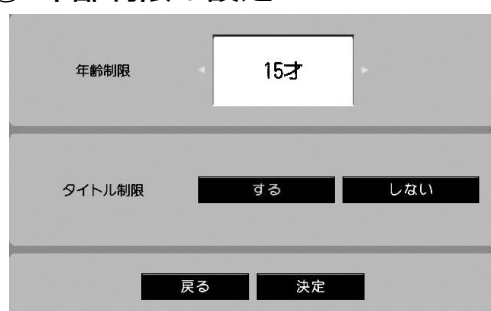 年齢制限 15才
タイトル制限 する しない
戻る 決定